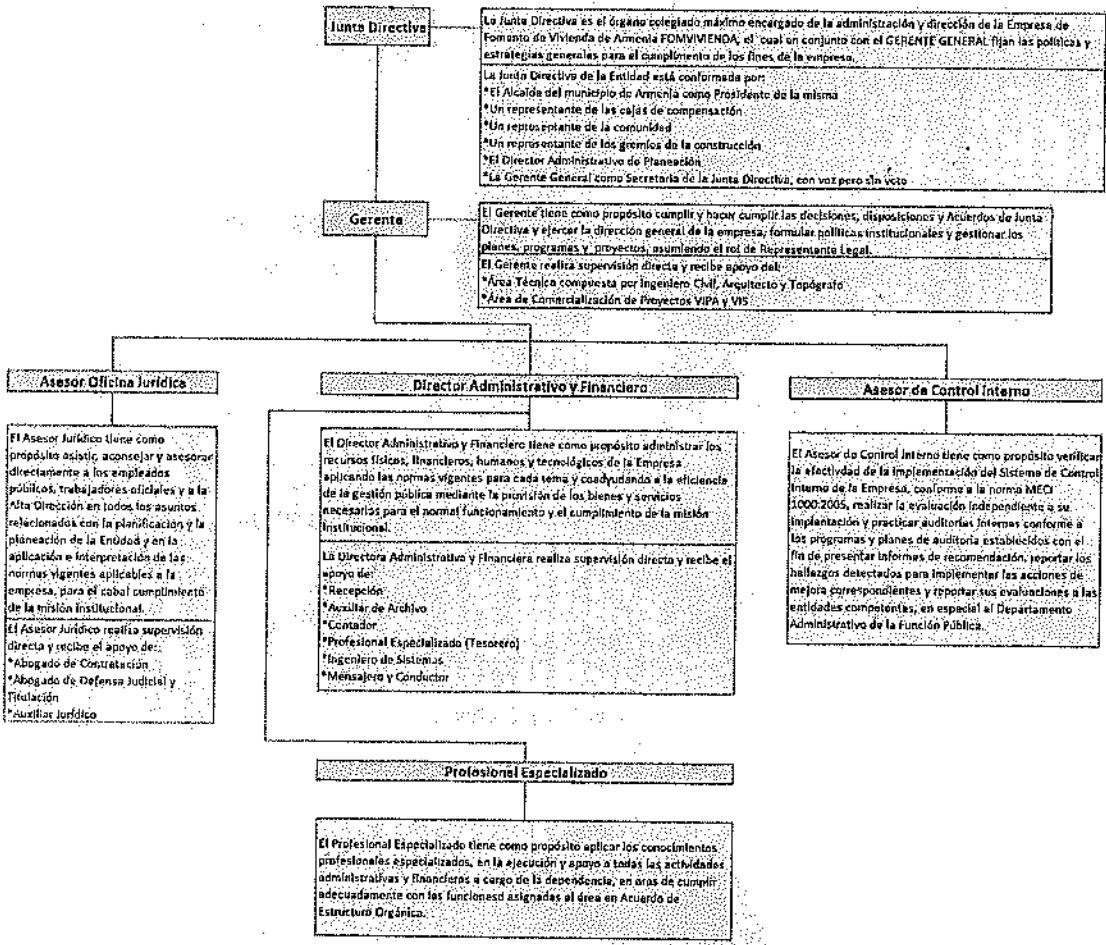 Junta Directiva
La Junta Directiva es el órgano colegiado máximo encargado de la administración y dirección de la Empresa de
Fomento de Vivienda de Armenia FOMVIVIENDA, el cual en conjunto con el GERENTE GENERAL fijan las políticas y
estrategias generales para el cumplimento de los fines de la empresa.
La Junta Directiva de la Entidad está conformada por:
*El Alcalde del municipio de Armenia como Presidente de la misma
*Un representante de las cajas de compensación
*Un representante de la comunidad
*Un representante de los gremios de la construcción
*El Director Administrativo de Planeación
*La Gerente General como Secretaria de la Junta Directiva, con voz pero sin voto
Gerente
El Gerente tiene como propósito cumplir y hacer cumplir las decisiones, disposiciones y Acuerdos de Junta
Directiva y ejercer la dirección general de la empresa, formular políticas institucionales y gestionar los
planes, programas y proyectos, asumiendo el rol de Representante Legal.
El Gerente realiza supervisión directa y recibe apoyo del:
*Área Técnica compuesta por Ingeniero Civil, Arquitecto y Topógrafo
*Área de Comercialización de Proyectos VIPA y VIS
Asesor Oficina Jurídica
El Asesor Jurídico tiene como
propósito asistir, aconsejar y asesorar
directamente a los empleados
públicos, trabajadores oficiales y a la
Alta Dirección en todos los asuntos
relacionados con la planificación y la
planeación de la Entidad y en la
aplicación e interpretación de las
normas vigentes aplicables a la
empresa, para el cabal cumplimiento
de la misión institucional.
El Asesor Jurídico realiza supervisión
directa y recibe el apoyo de:
*Abogado de Contratación
*Abogado de Defensa Judicial y
Titulación
*Auxiliar Jurídico
Director Administrativo y Financiero
El Director Administrativo y Financiero tiene como propósito administrar los
recursos físicos, financieros, humanos y tecnológicos de la Empresa
aplicando las normas vigentes para cada tema y coadyudando a la eficiencia
de la gestión pública mediante la provisión de los bienes y servicios
necesarios para el normal funcionamiento y el cumplimiento de la misión
institucional.
La Directora Administrativa y Financiera realiza supervisión directa y recibe el
apoyo de:
*Recepción
*Auxiliar de Archivo
*Contador
*Profesional Especializado (Tesorero)
*Ingeniero de Sistemas
*Mensajero y Conductor
Asesor de Control Interno
El Asesor de Control Interno tiene como propósito verificar
la efectividad de la implementación del Sistema de Control
Interno de la Empresa, conforme a la norma MECI
1000:2005, realizar la evaluación independiente a su
implantación y practicar auditorías internas conforme a
los programas y planes de auditoría establecidos con el
fin de presentar informes de recomendación, reportar los
hallazgos detectados para implementar las acciones de
mejora correspondientes y reportar sus evaluaciones a las
entidades competentes, en especial al Departamento
Administrativo de la Función Pública.
Profesional Especializado
El Profesional Especializado tiene como propósito aplicar los conocimientos
profesionales especializados, en la ejecución y apoyo a todas las actividades
administrativas y financieras a cargo de la dependencia, en aras de cumplir
adecuadamente con las funcionesd asignadas al área en Acuerdo de
Estructura Orgánica.